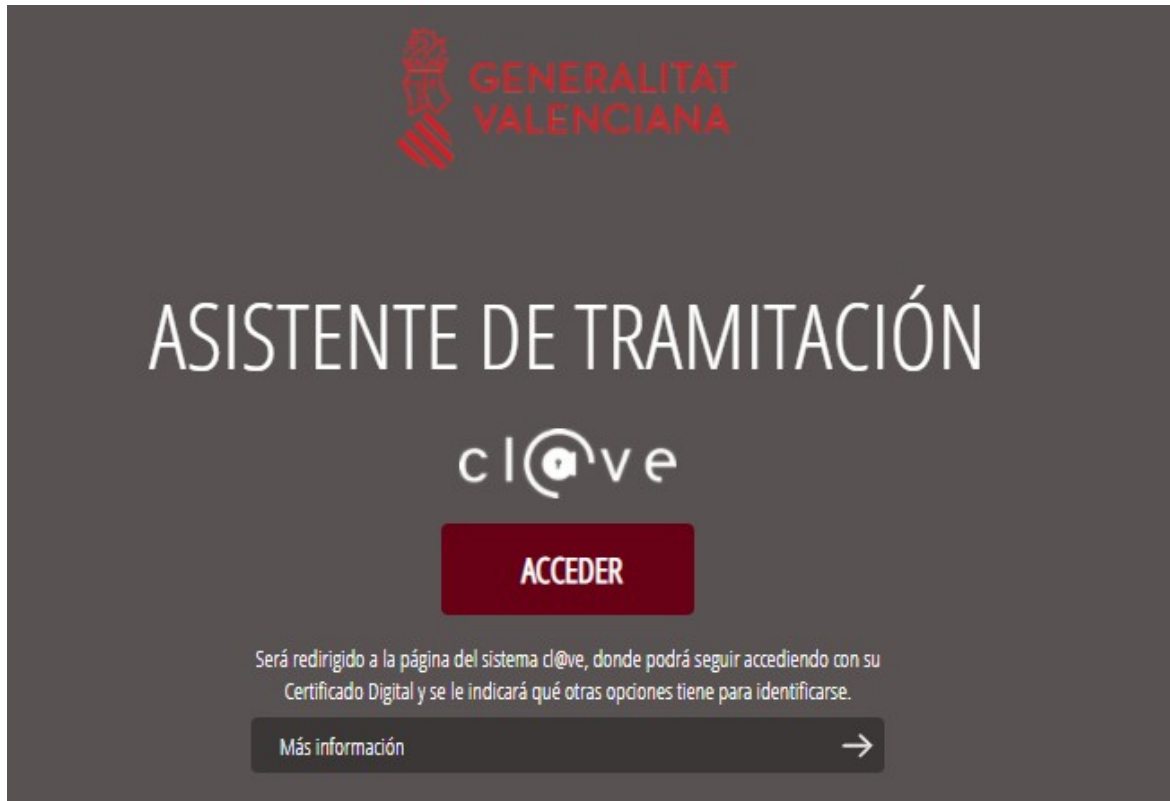 GENERALITAT
VALENCIANA
ASISTENTE DE TRAMITACIÓN
cl@ve
ACCEDER
Será redirigido a la página del sistema cl@ve, donde podrá seguir accediendo con su
Certificado Digital y se le indicará qué otras opciones tiene para identificarse.
Más información